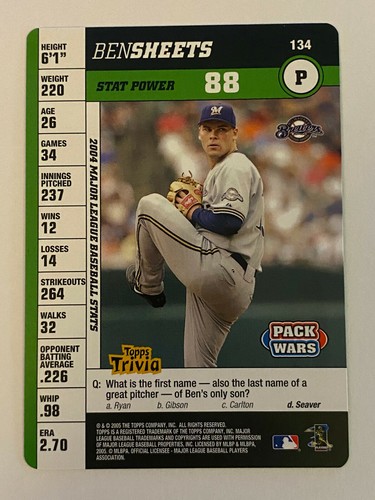 BENSHEETS
134
STAT POWER 88
P
Brewers
HEIGHT
6'1"
WEIGHT
220
AGE
26
GAMES
34
INNINGS
PITCHED
237
WINS
12
LOSSES
14
STRIKEOUTS
264
WALKS
32
OPPONENT
BATTING
AVERAGE
.226
WHIP
.98
ERA
2.70
2004 MAJOR LEAGUE BASEBALL STATS
PACK
WARS
Topps
Trivia
Q: What is the first name — also the last name of a
great pitcher — of Ben's only son?
a. Ryan b. Gibson c. Carlton d. Seaver
® & © 2005 THE TOPPS COMPANY, INC. ALL RIGHTS RESERVED.
TOPPS IS A REGISTERED TRADEMARK OF THE TOPPS COMPANY, INC. MAJOR
LEAGUE BASEBALL TRADEMARKS AND COPYRIGHTS ARE USED WITH PERMISSION
OF MAJOR LEAGUE BASEBALL PROPERTIES, INC. LICENSED BY MLB & MLBPA,
2005. © MLBPA, OFFICIAL LICENSEE - MAJOR LEAGUE BASEBALL PLAYERS
ASSOCIATION.